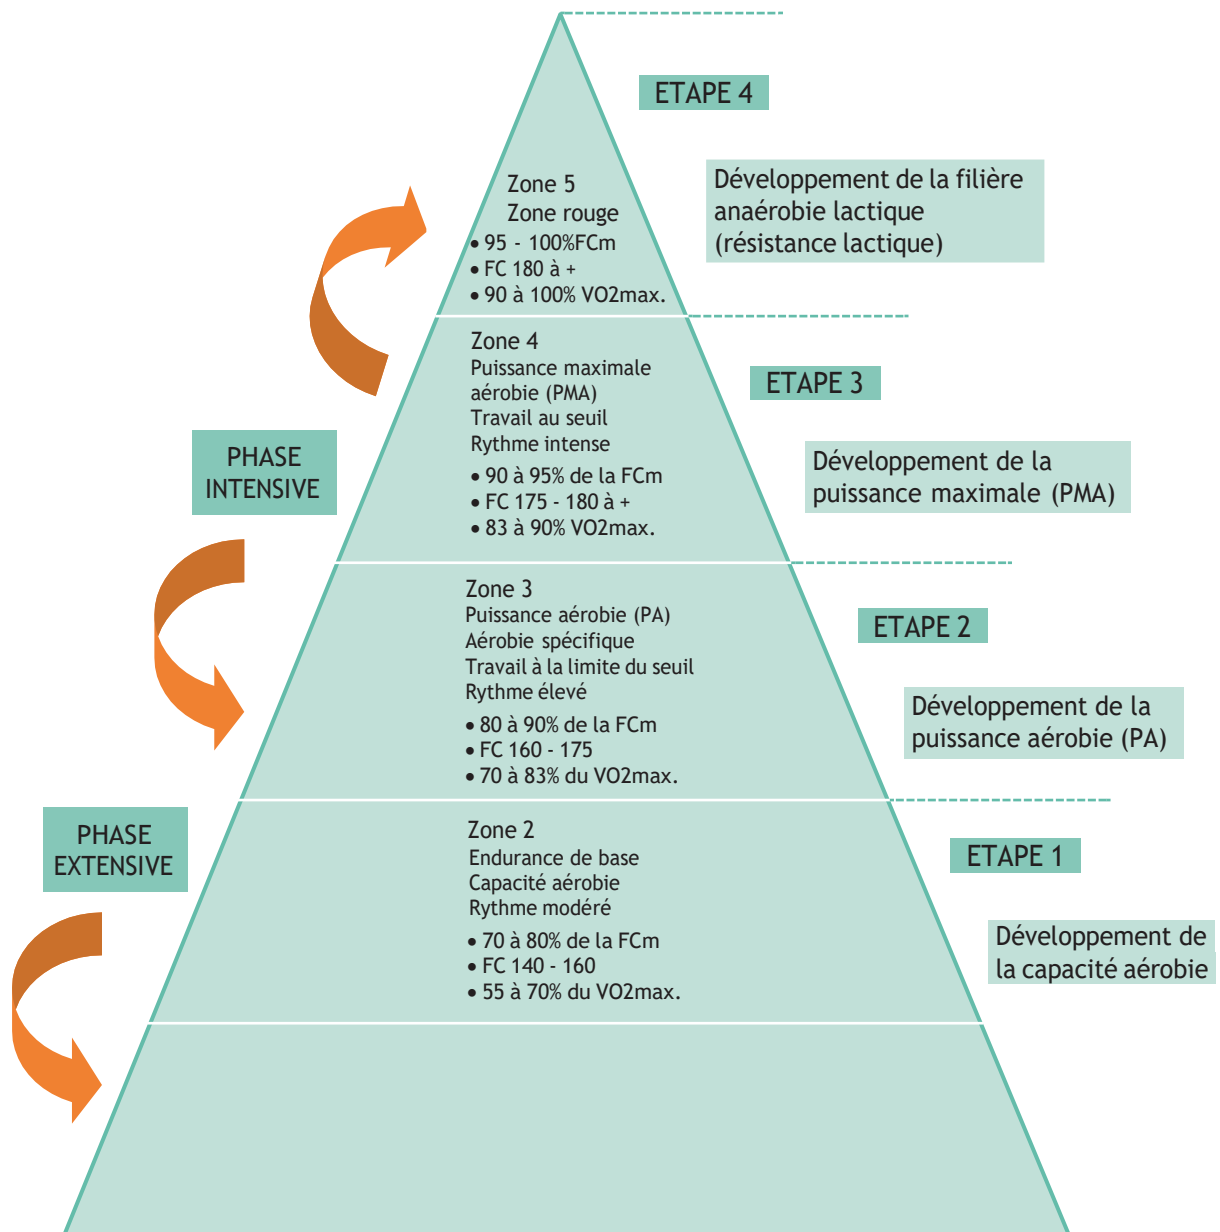 ETAPE 4
Zone 5
Zone rouge
• 95 - 100%FCm
• FC 180 à +
• 90 à 100% VO2max.
Développement de la filière
anaérobie lactique
(résistance lactique)
Zone 4
Puissance maximale
aérobie (PMA)
Travail au seuil
Rythme intense
• 90 à 95% de la FCm
• FC 175 - 180 à +
• 83 à 90% VO2max.
ETAPE 3
Développement de la
puissance maximale (PMA)
PHASE
INTENSIVE
Zone 3
Puissance aérobie (PA)
Aérobie spécifique
Travail à la limite du seuil
Rythme élevé
• 80 à 90% de la FCm
• FC 160 - 175
• 70 à 83% du VO2max.
ETAPE 2
Développement de la
puissance aérobie (PA)
PHASE
EXTENSIVE
Zone 2
Endurance de base
Capacité aérobie
Rythme modéré
• 70 à 80% de la FCm
• FC 140 - 160
• 55 à 70% du VO2max.
ETAPE 1
Développement de
la capacité aérobie